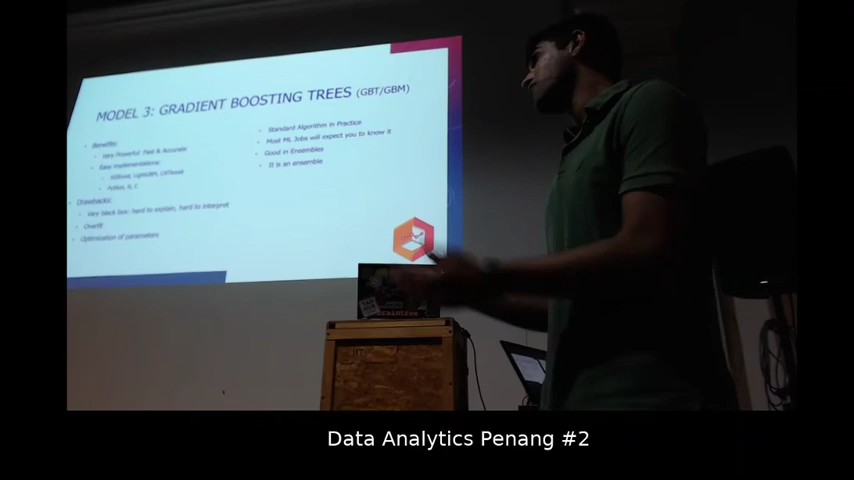 MODEL 3: GRADIENT BOOSTING TREES (GBT/GBM)
Benefits:
Very Powerful Fast & Accurate
Easy implementations:
XGBoost, LightGBM, CATboost
Python, R, C
Drawbacks:
Very black box: hard to explain, hard to interpret
Overfit
Optimization of parameters
Standard Algorithm in Practice
Most ML Jobs will expect you to know it
Good in Ensembles
It is an ensemble
Data Analytics Penang #2